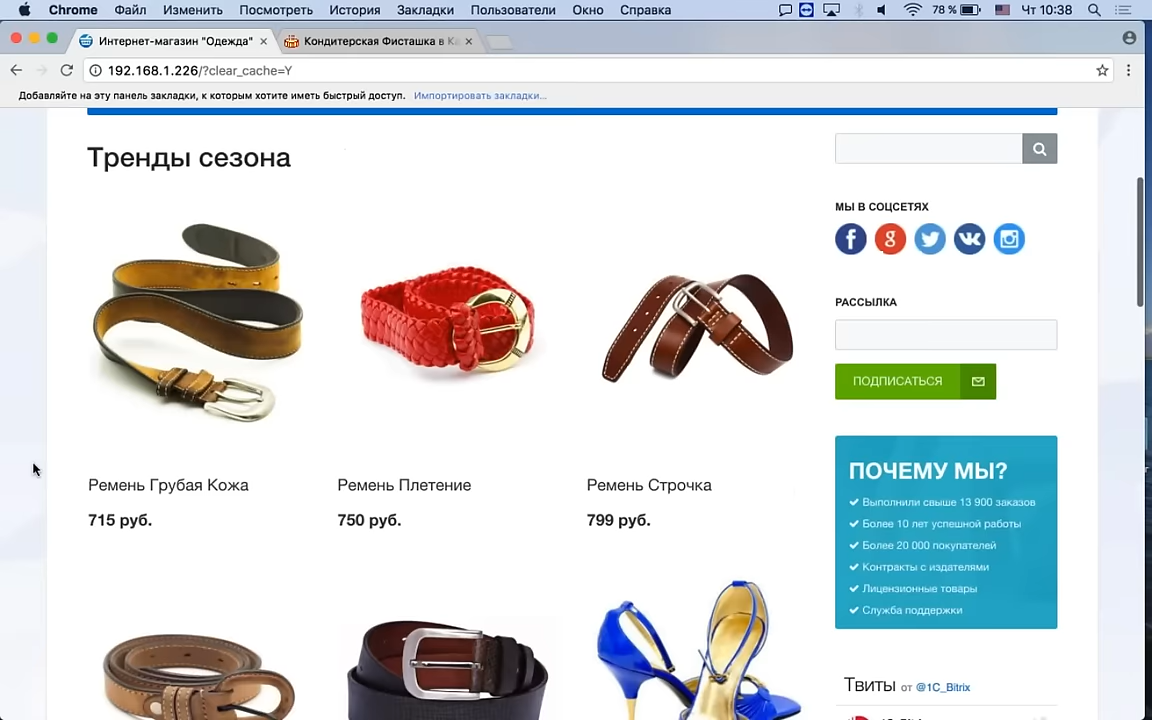 Chrome Файл Изменить Посмотреть История Закладки Пользователи Окно Справка 78 % Чт 10:38
Интернет-магазин "Одежда" Кондитерская Фисташка в Ка
192.168.1.226/?clear_cache=Y
Добавляйте на эту панель закладки, к которым хотите иметь быстрый доступ. Импортировать закладки...
Тренды сезона
МЫ В СОЦСЕТЯХ
РАССЫЛКА
ПОДПИСАТЬСЯ
ПОЧЕМУ МЫ?
Выполнили свыше 13 900 заказов
Более 10 лет успешной работы
Более 20 000 покупателей
Контракты с издателями
Лицензионные товары
Служба поддержки
Ремень Грубая Кожа
715 руб.
Ремень Плетение
750 руб.
Ремень Строчка
799 руб.
Твиты от @1C_Bitrix